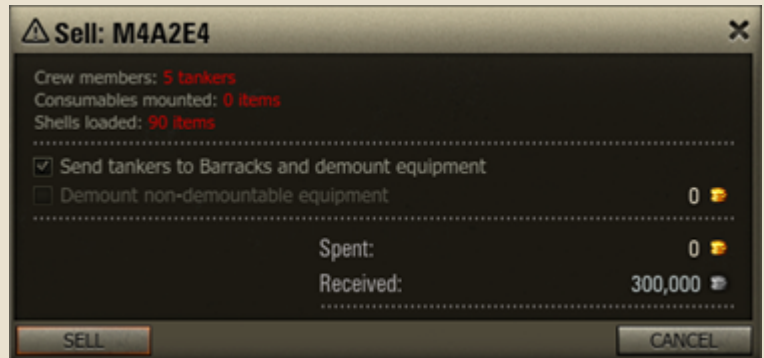 Sell: M4A2E4
Crew members: 5 tankers
Consumables mounted: 0 items
Shells loaded: 90 items
Send tankers to Barracks and demount equipment
Demount non-demountable equipment 0
Spent: 0
Received: 300,000
SELL CANCEL